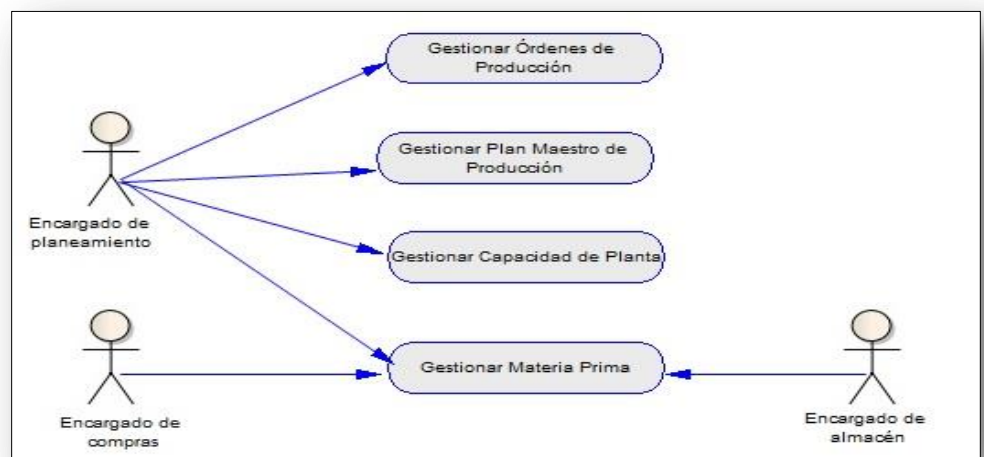 Gestionar Órdenes de
Producción
Gestionar Plan Maestro de
Producción
Encargado de
planeamiento
Gestionar Capacidad de Planta
Gestionar Materia Prima
Encargado de
compras
Encargado de
almacén